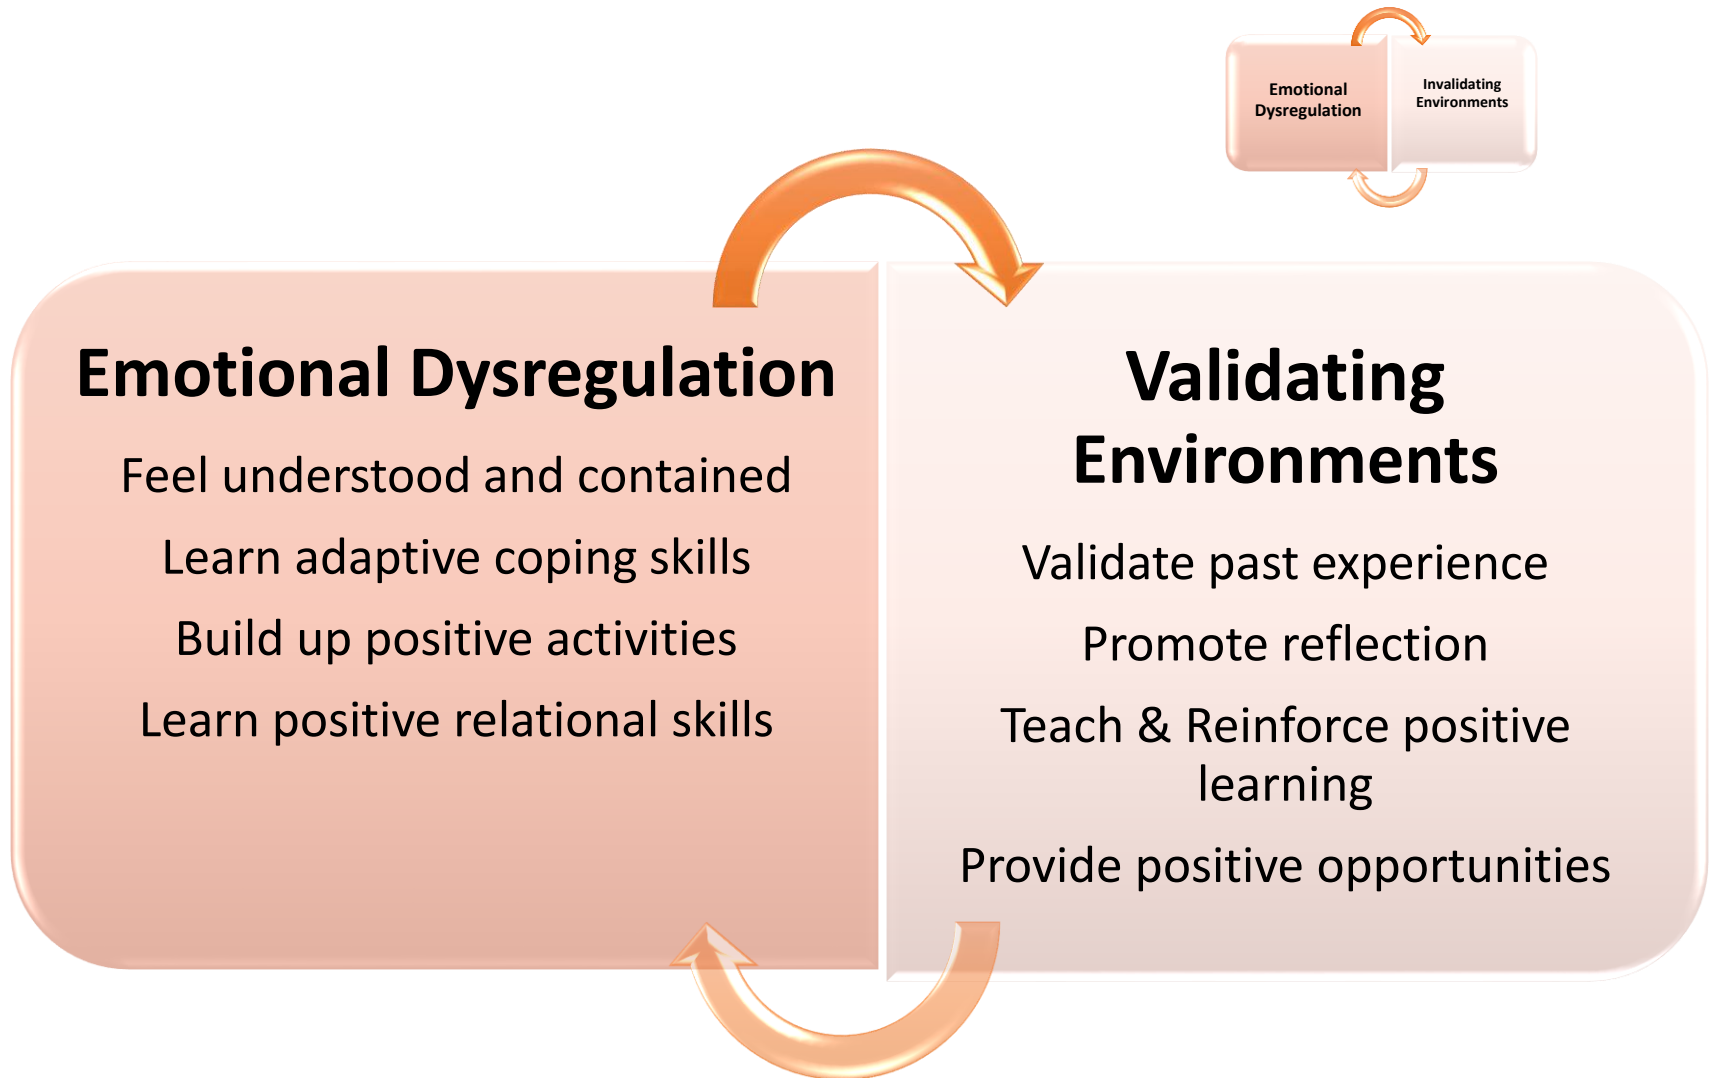 Emotional
Dysregulation
Invalidating
Environments
Emotional Dysregulation
Feel understood and contained
Learn adaptive coping skills
Build up positive activities
Learn positive relational skills
Validating
Environments
Validate past experience
Promote reflection
Teach & Reinforce positive
learning
Provide positive opportunities